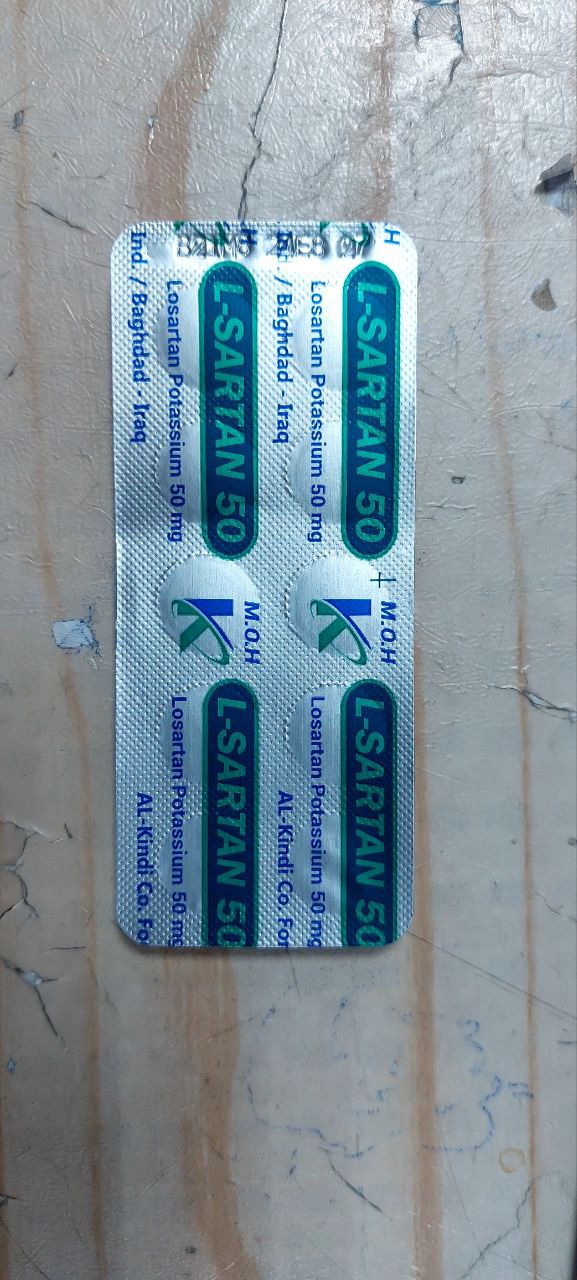 H
L-SARTAN 50
Losartan Potassium 50 mg
/ Baghdad - Iraq
L-SARTAN 50
Losartan Potassium 50 mg
Ind. / Baghdad - Iraq
M.O.H
M.O.H
L-SARTAN 50
Losartan Potassium 50 mg
AL-Kindi Co. For
L-SARTAN 50
Losartan Potassium 50 mg
AL-Kindi Co. Fo